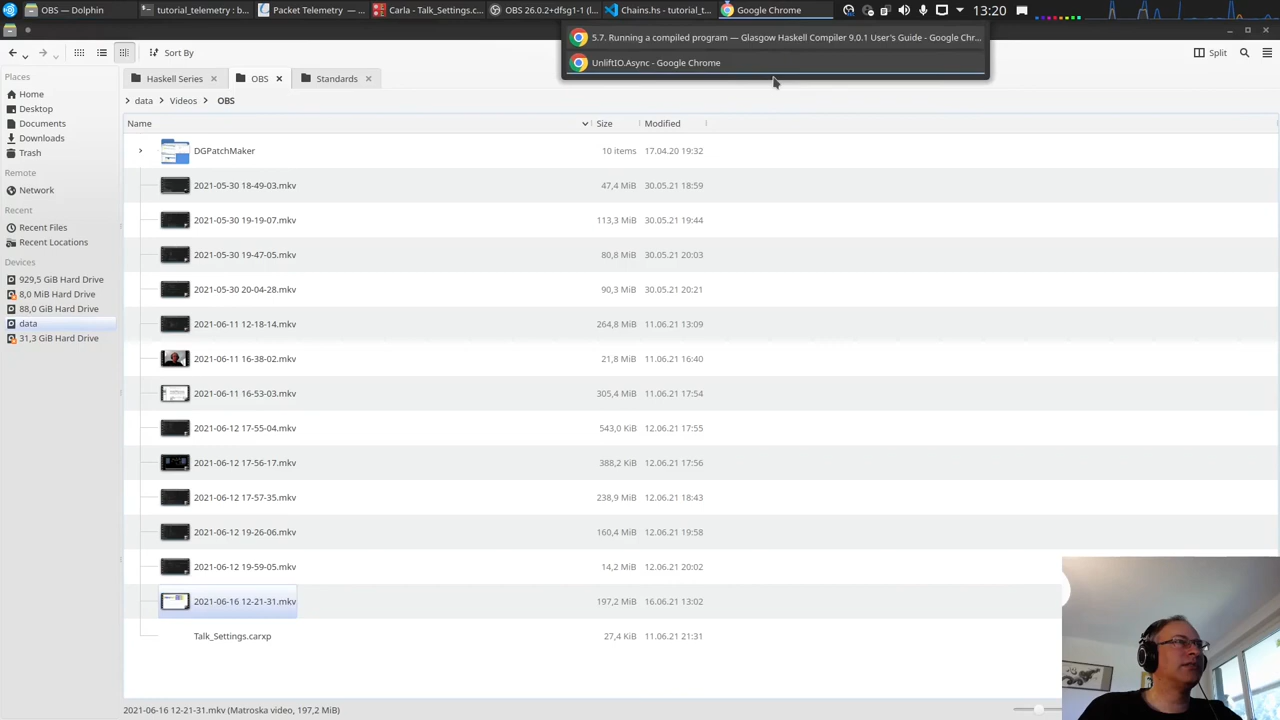 OBS — Dolphin
tutorial_telemetry : b...
Packet Telemetry — ...
Carla - Talk_Settings.c...
OBS 26.0.2+dfsg1-1 (l...
Chains.hs - tutorial_t...
Google Chrome
13:20
5.7. Running a compiled program — Glasgow Haskell Compiler 9.0.1 User's Guide - Google Chr...
UnliftIO.Async - Google Chrome
Sort By
Split
Places
Home
Desktop
Documents
Downloads
Trash
Remote
Network
Recent
Recent Files
Recent Locations
Devices
929,5 GiB Hard Drive
8,0 MiB Hard Drive
88,0 GiB Hard Drive
data
31,3 GiB Hard Drive
Haskell Series
OBS
Standards
data > Videos > OBS
Name Size Modified
DGPatchMaker 10 items 17.04.20 19:32
2021-05-30 18-49-03.mkv 47,4 MiB 30.05.21 18:59
2021-05-30 19-19-07.mkv 113,3 MiB 30.05.21 19:44
2021-05-30 19-47-05.mkv 80,8 MiB 30.05.21 20:03
2021-05-30 20-04-28.mkv 90,3 MiB 30.05.21 20:21
2021-06-11 12-18-14.mkv 264,8 MiB 11.06.21 13:09
2021-06-11 16-38-02.mkv 21,8 MiB 11.06.21 16:40
2021-06-11 16-53-03.mkv 305,4 MiB 11.06.21 17:54
2021-06-12 17-55-04.mkv 543,0 KiB 12.06.21 17:55
2021-06-12 17-56-17.mkv 388,2 KiB 12.06.21 17:56
2021-06-12 17-57-35.mkv 238,9 MiB 12.06.21 18:43
2021-06-12 19-26-06.mkv 160,4 MiB 12.06.21 19:58
2021-06-12 19-59-05.mkv 14,2 MiB 12.06.21 20:02
2021-06-16 12-21-31.mkv 197,2 MiB 16.06.21 13:02
Talk_Settings.carxp 27,4 KiB 11.06.21 21:31
2021-06-16 12-21-31.mkv (Matroska video, 197,2 MiB)